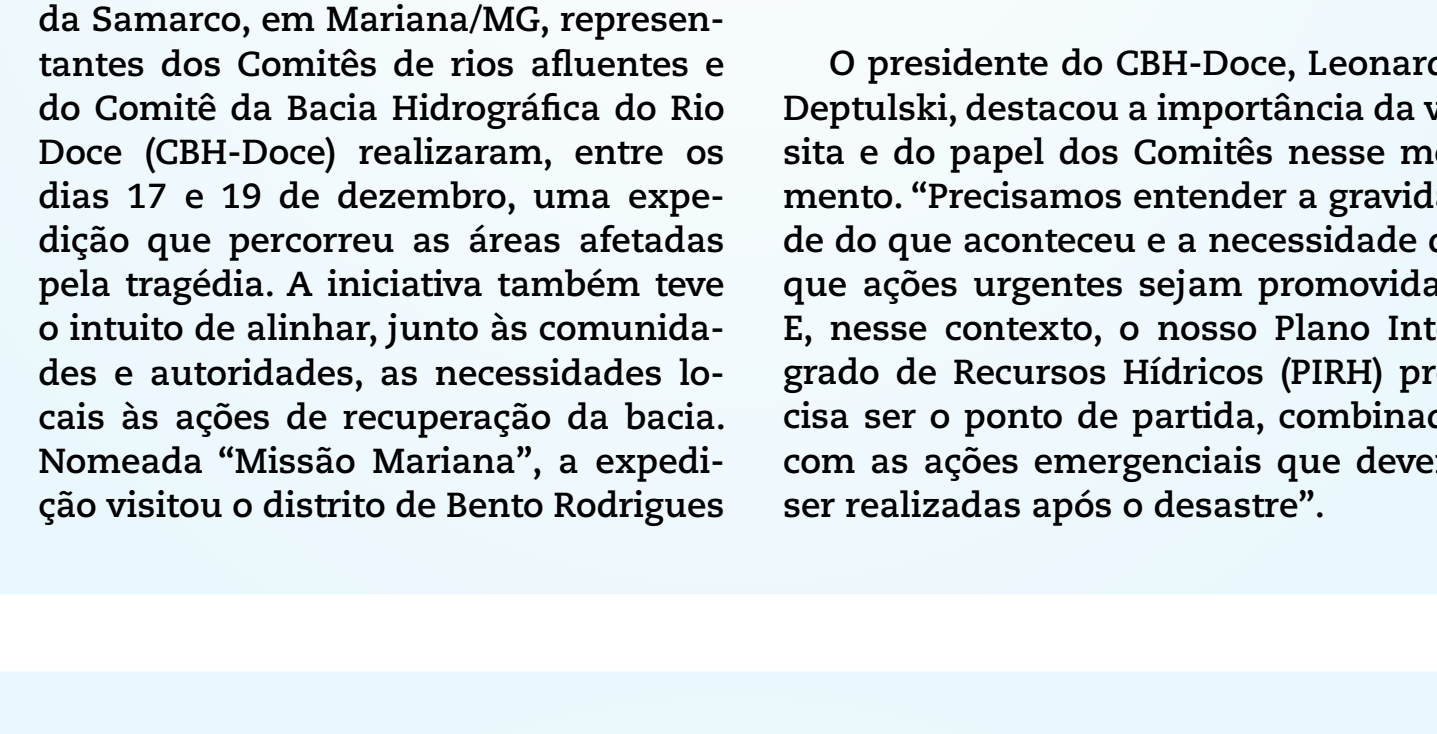 da Samarco, em Mariana/MG, represen-
tantes dos Comitês de rios afluentes e
do Comitê da Bacia Hidrográfica do Rio
Doce (CBH-Doce) realizaram, entre os
dias 17 e 19 de dezembro, uma expe-
dição que percorreu as áreas afetadas
pela tragédia. A iniciativa também teve
o intuito de alinhar, junto às comunida-
des e autoridades, as necessidades lo-
cais às ações de recuperação da bacia.
Nomeada “Missão Mariana”, a expedi-
ção visitou o distrito de Bento Rodrigues
O presidente do CBH-Doce,
Deptulski, destacou a importância da
sita e do papel dos Comitês nesse
mento. “Precisamos entender a
de do que aconteceu e a necessidade
que ações urgentes sejam
E, nesse contexto, o nosso Plano
grado de Recursos Hídricos (PIRH)
cisa ser o ponto de partida,
com as ações emergenciais que
ser realizadas após o desastre”.